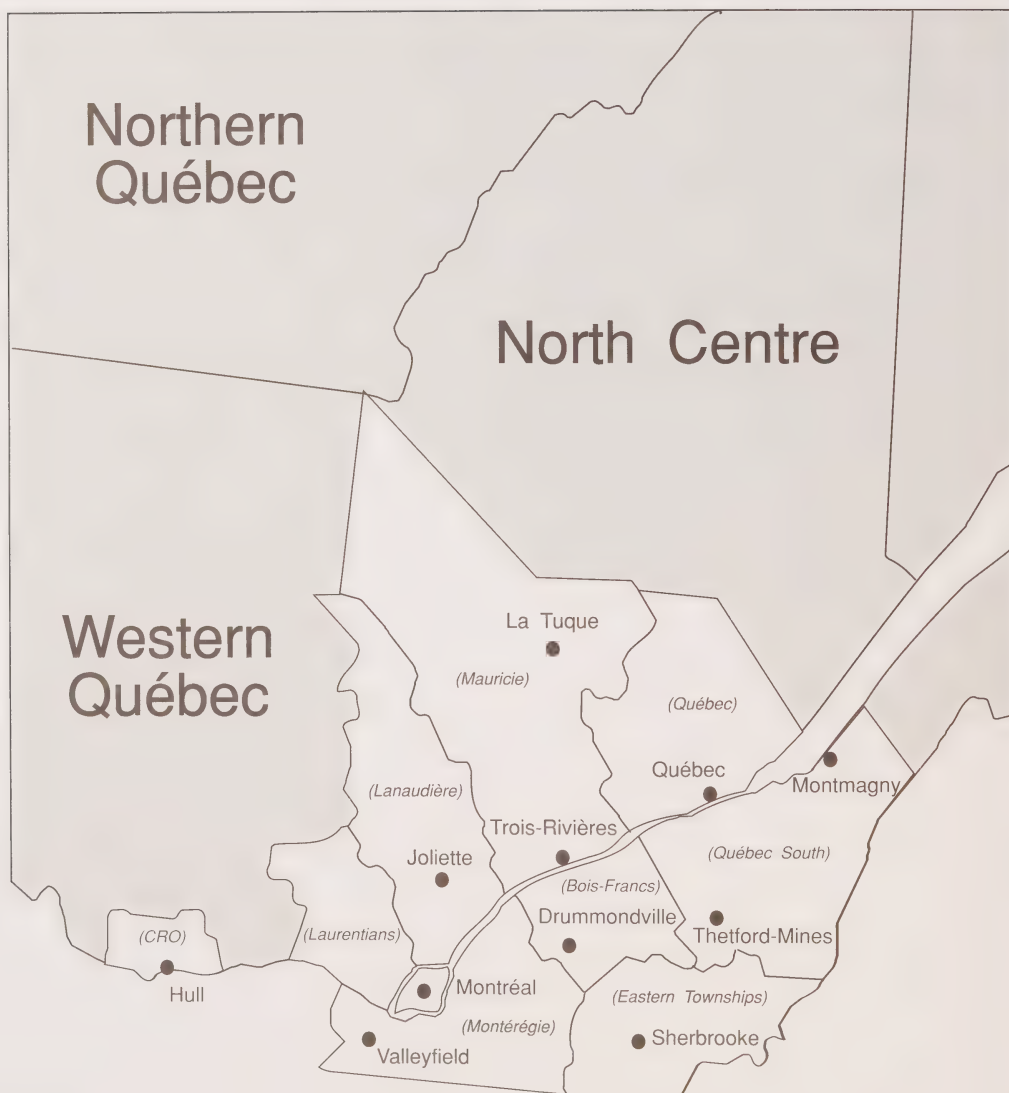 Northern
Québec
North Centre
Western
Québec
La Tuque
(Mauricie)
(Québec)
Québec
Montmagny
(Lanaudière)
Trois-Rivières
(Québec South)
Joliette
(Bois-Francs)
Drummondville
(CRO)
(Laurentians)
Thetford-Mines
Hull
Montréal
(Eastern Townships)
(Montérégie)
Sherbrooke
Valleyfield